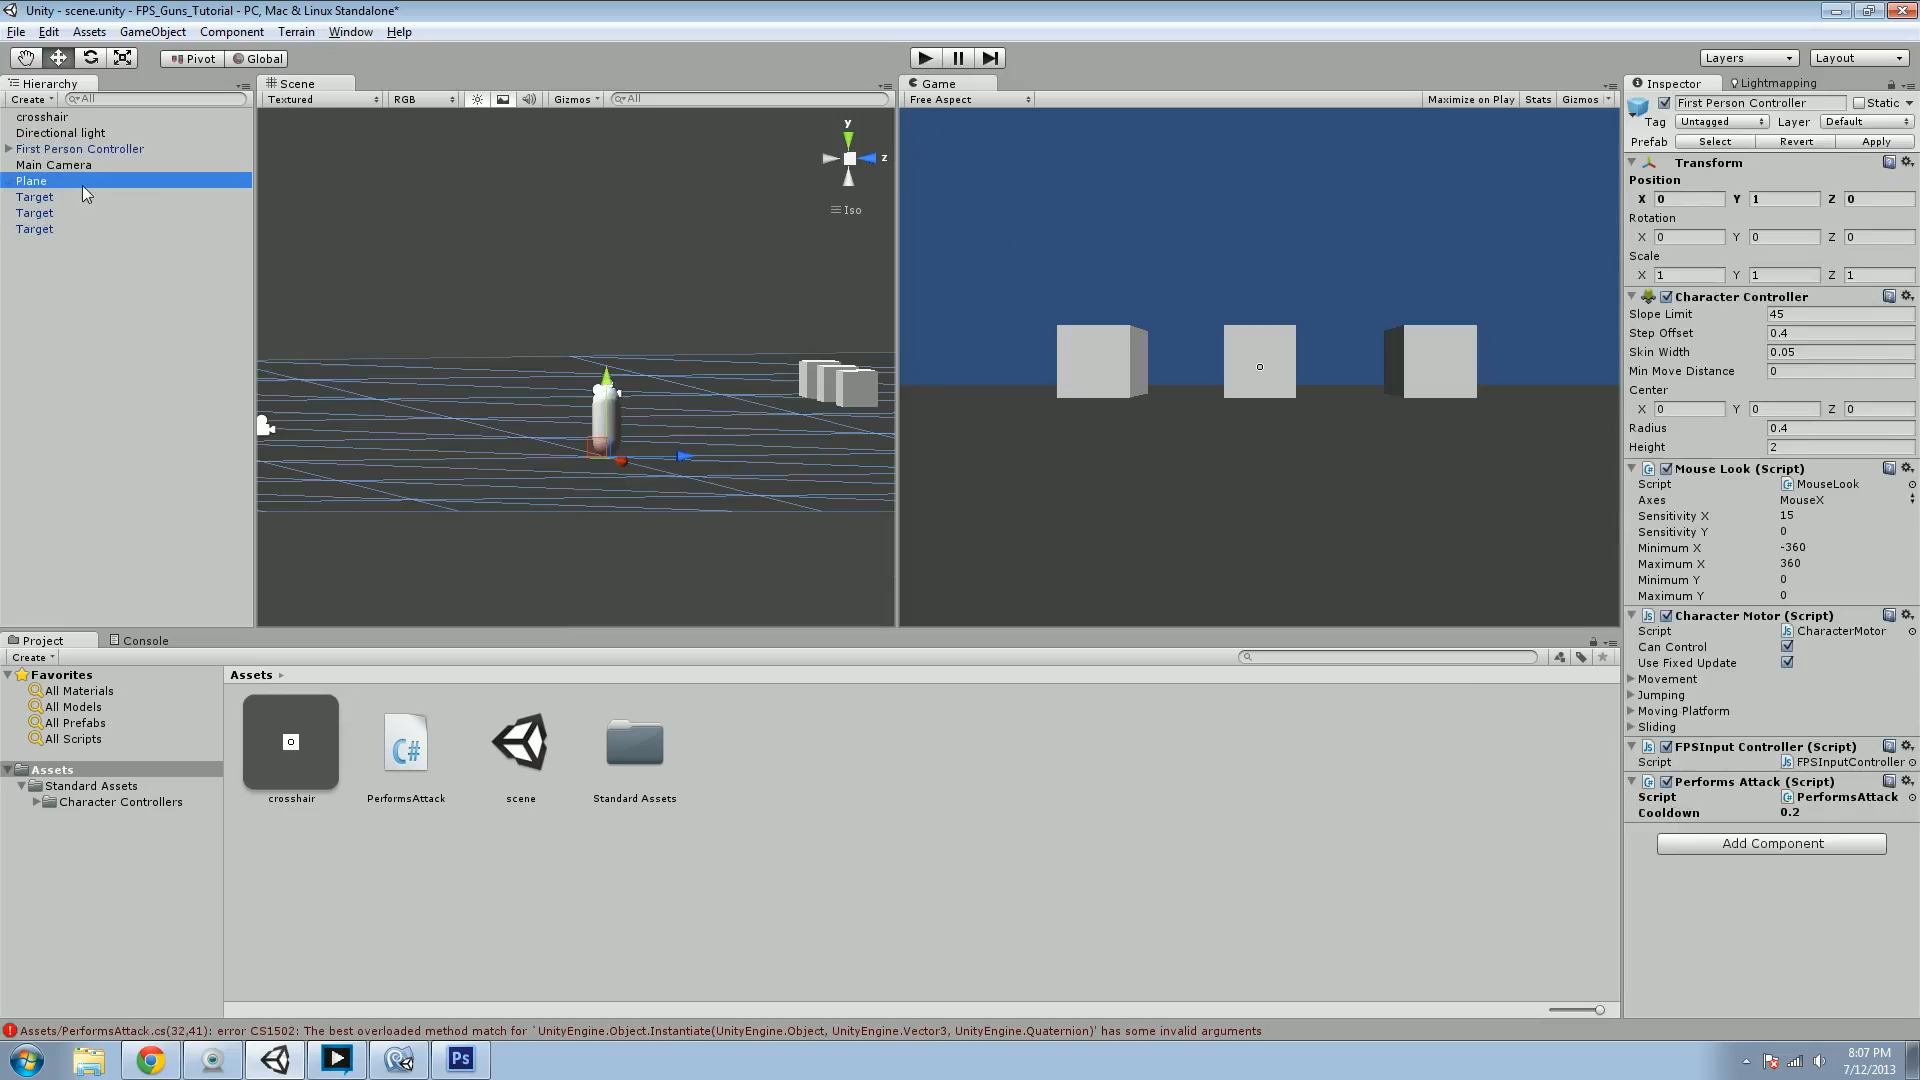 Unity - scene.unity - FPS_Guns_Tutorial - PC, Mac & Linux Standalone*
File Edit Assets GameObject Component Terrain Window Help
Pivot Global Layers Layout
Hierarchy
Create All
crosshair
Directional light
First Person Controller
Main Camera
Plane
Target
Target
Target
Scene
Textured RGB Gizmos All
y
z
Iso
Game
Free Aspect Maximize on Play Stats Gizmos
Inspector Lightmapping
First Person Controller Static
Tag Untagged Layer Default
Prefab Select Revert Apply
Transform
Position
X 0 Y 1 Z 0
Rotation
X 0 Y 0 Z 0
Scale
X 1 Y 1 Z 1
Character Controller
Slope Limit 45
Step Offset 0.4
Skin Width 0.05
Min Move Distance 0
Center
X 0 Y 0 Z 0
Radius 0.4
Height 2
Mouse Look (Script)
Script MouseLook
Axes MouseX
Sensitivity X 15
Sensitivity Y 0
Minimum X -360
Maximum X 360
Minimum Y 0
Maximum Y 0
Character Motor (Script)
Script CharacterMotor
Can Control
Use Fixed Update
Movement
Jumping
Moving Platform
Sliding
FPSInput Controller (Script)
Script FPSInputController
Performs Attack (Script)
Script PerformsAttack
Cooldown 0.2
Add Component
Project Console
Create
Favorites
All Materials
All Models
All Prefabs
All Scripts
Assets
Standard Assets
Character Controllers
Assets
C#
crosshair PerformsAttack scene Standard Assets
Assets/PerformsAttack.cs(32,41): error CS1502: The best overloaded method match for `UnityEngine.Object.Instantiate(UnityEngine.Object, UnityEngine.Vector3, UnityEngine.Quaternion)' has some invalid arguments
Ps
8:07 PM
7/12/2013